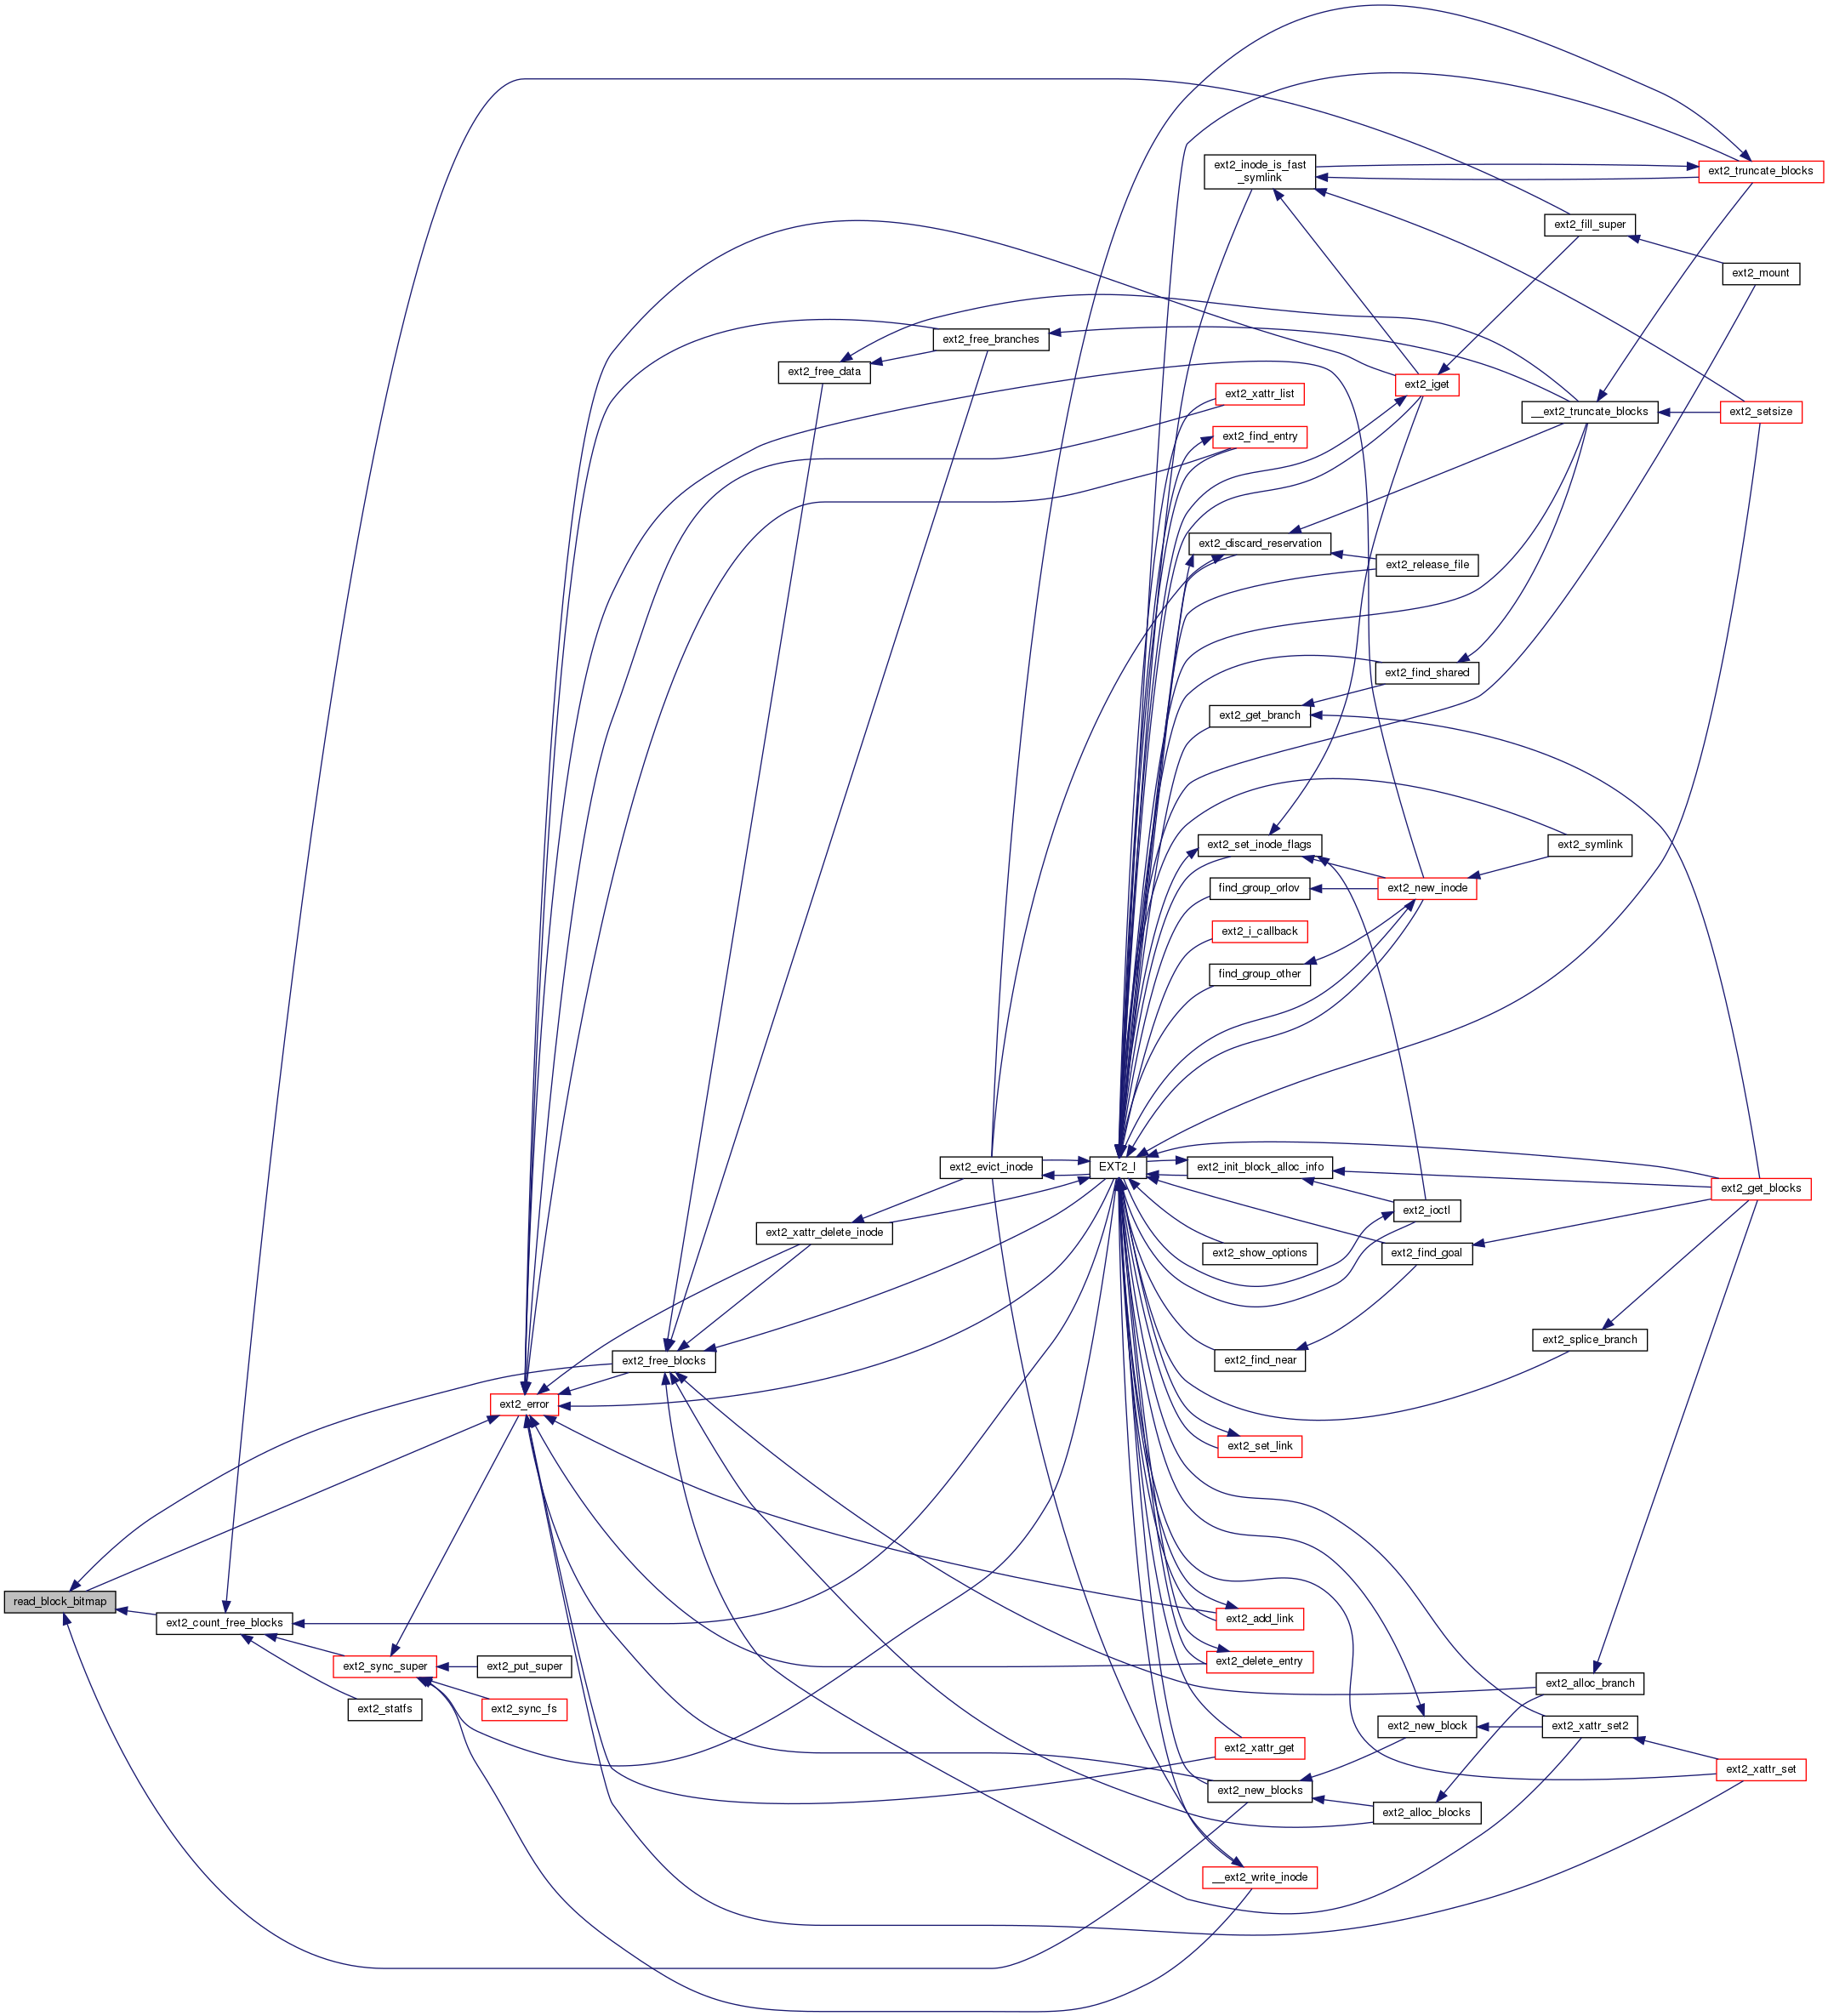 ext2_inode_is_fast
_symlink
ext2_truncate_blocks
ext2_fill_super
ext2_mount
ext2_free_branches
ext2_free_data
ext2_iget
ext2_xattr_list
__ext2_truncate_blocks
ext2_setsize
ext2_find_entry
ext2_discard_reservation
ext2_release_file
ext2_find_shared
ext2_get_branch
ext2_set_inode_flags
ext2_symlink
find_group_orlov
ext2_new_inode
ext2_i_callback
find_group_other
ext2_evict_inode
EXT2_I
ext2_init_block_alloc_info
ext2_get_blocks
ext2_ioctl
ext2_xattr_delete_inode
ext2_show_options
ext2_find_goal
ext2_splice_branch
ext2_free_blocks
ext2_find_near
ext2_error
ext2_set_link
read_block_bitmap
ext2_count_free_blocks
ext2_add_link
ext2_sync_super
ext2_put_super
ext2_delete_entry
ext2_alloc_branch
ext2_statfs
ext2_sync_fs
ext2_new_block
ext2_xattr_set2
ext2_xattr_get
ext2_xattr_set
ext2_new_blocks
ext2_alloc_blocks
__ext2_write_inode